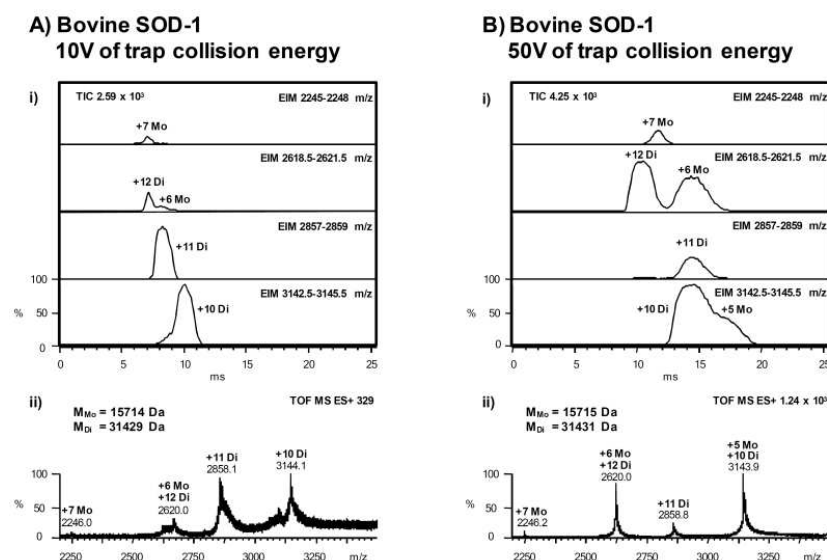 A) Bovine SOD-1
10V of trap collision energy
i)
TIC 2.59 x 10³
EIM 2245-2248 m/z
+7 Mo
EIM 2618.5-2621.5 m/z
+12 Di
+6 Mo
EIM 2857-2859 m/z
+11 Di
100
EIM 3142.5-3145.5 m/z
% 50
+10 Di
0
0 5 10 15 20 25
ms
ii)
TOF MS ES+ 329
M Mo = 15714 Da
M Di = 31429 Da
+11 Di
2858.1
+10 Di
3144.1
100
+6 Mo
+12 Di
2620.0
% 50
+7 Mo
2246.0
0
2250 2500 2750 3000 3250 m/z
B) Bovine SOD-1
50V of trap collision energy
i)
TIC 4.25 x 10³
EIM 2245-2248 m/z
+7 Mo
EIM 2618.5-2621.5 m/z
+12 Di
+6 Mo
EIM 2857-2859 m/z
+11 Di
100
EIM 3142.5-3145.5 m/z
% 50
+10 Di
+5 Mo
0
0 5 10 15 20 25
ms
ii)
TOF MS ES+ 1.24 x 10³
M Mo = 15715 Da
M Di = 31431 Da
+6 Mo
+12 Di
2620.0
+5 Mo
+10 Di
3143.9
100
% 50
+7 Mo
2246.2
+11 Di
2858.8
0
2250 2500 2750 3000 3250 m/z